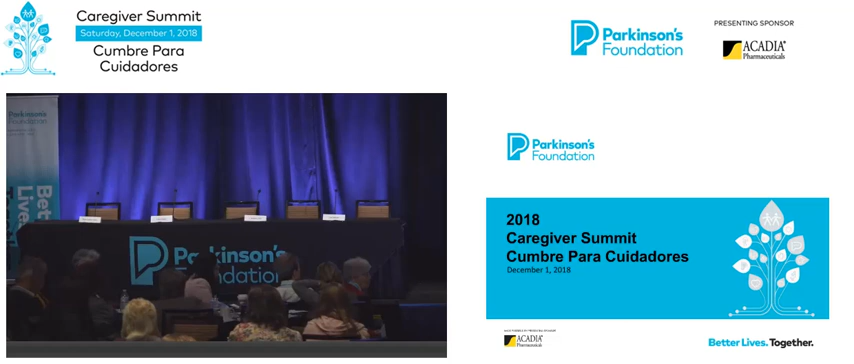 Caregiver Summit
Saturday, December 1, 2018
Cumbre Para
Cuidadores
Parkinson's
Foundation
PRESENTING SPONSOR
ACADIA®
Pharmaceuticals
Parkinson's
Foundation
Parkinson's
Foundation
Parkinson's
Foundation
2018
Caregiver Summit
Cumbre Para Cuidadores
December 1, 2018
ACADIA
Pharmaceuticals
Better Lives. Together.